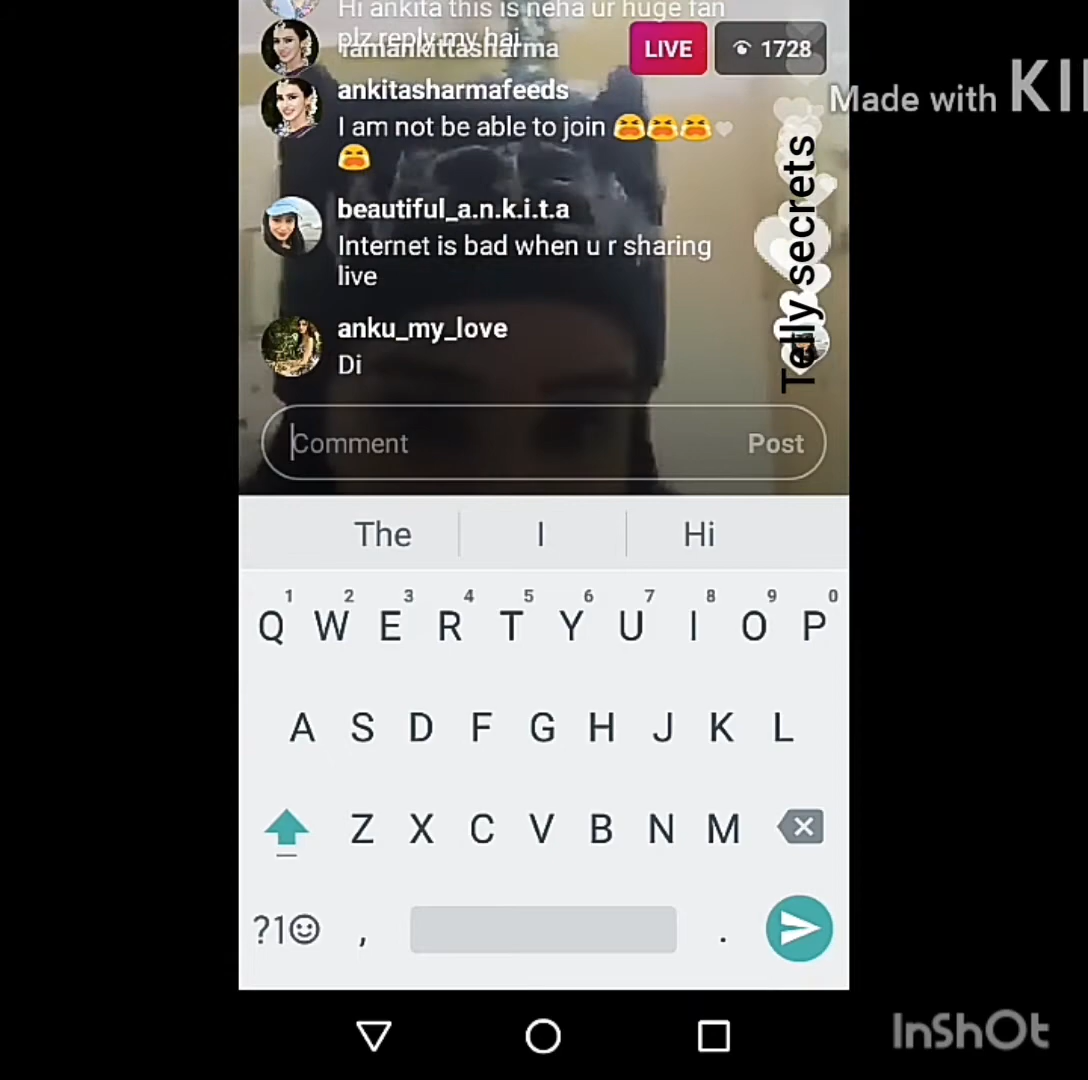 Hi ankita this is neha ur huge fan
plz reply my hai
iamankittasharma
LIVE
1728
Made with KI
ankitasharmafeeds
I am not be able to join 😫😫😫
😫
beautiful_a.n.k.i.t.a
Internet is bad when u r sharing
live
anku_my_love
Di
Telly secrets
Comment
Post
The I Hi
1 2 3 4 5 6 7 8 9 0
Q W E R T Y U I O P
A S D F G H J K L
Z X C V B N M
?1☺ , .
InShOt